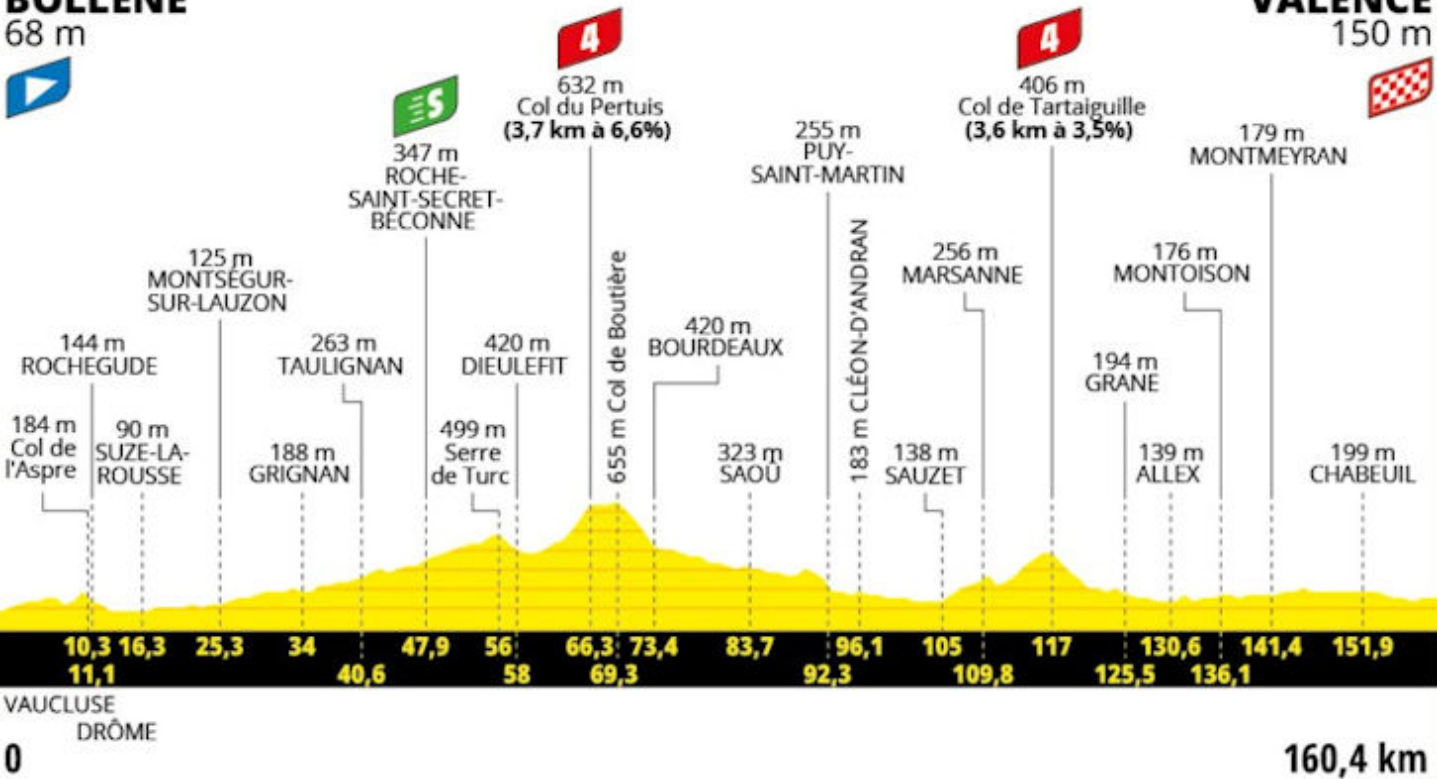 BOLLÈNE
68 m
VALENCE
150 m
4
632 m
Col du Pertuis
(3,7 km à 6,6%)
4
406 m
Col de Tartaiguille
(3,6 km à 3,5%)
S
347 m
ROCHE-
SAINT-SECRET-
BÉCONNE
255 m
PUY-
SAINT-MARTIN
179 m
MONTMEYRAN
125 m
MONTSÉGUR-
SUR-LAUZON
256 m
MARSANNE
176 m
MONTOISON
144 m
ROCHEGUDE
263 m
TAULIGNAN
420 m
DIEULEFIT
655 m Col de Boutière
420 m
BOURDEAUX
183 m CLÉON-D'ANDRAN
194 m
GRANE
184 m
Col de
l'Aspre
90 m
SUZE-LA-
ROUSSE
188 m
GRIGNAN
499 m
Serre
de Turc
323 m
SAOÛ
138 m
SAUZET
139 m
ALLEX
199 m
CHABEUIL
10,3 16,3 25,3 34 47,9 56 66,3 73,4 83,7 96,1 105 117 130,6 141,4 151,9
11,1 40,6 58 69,3 92,3 109,8 125,5 136,1
VAUCLUSE
DRÔME
0
160,4 km